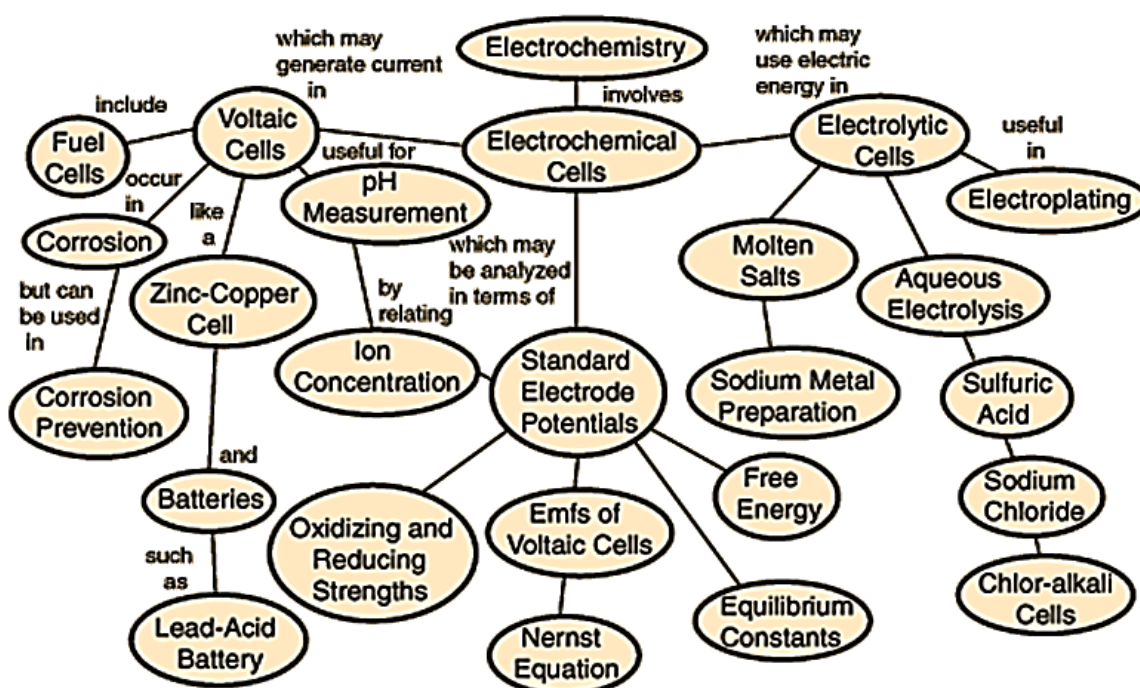 Electrochemistry
involves
Electrochemical
Cells
which may
generate current
in
Voltaic
Cells
include
Fuel
Cells
occur
in
Corrosion
but can
be used
in
Corrosion
Prevention
like
a
Zinc-Copper
Cell
and
Batteries
such
as
Lead-Acid
Battery
useful for
pH
Measurement
by
relating
Ion
Concentration
which may
be analyzed
in terms of
Standard
Electrode
Potentials
Oxidizing and
Reducing
Strengths
Emfs of
Voltaic Cells
Nernst
Equation
Equilibrium
Constants
Free
Energy
which may
use electric
energy in
Electrolytic
Cells
useful
in
Electroplating
Molten
Salts
Sodium Metal
Preparation
Aqueous
Electrolysis
Sulfuric
Acid
Sodium
Chloride
Chlor-alkali
Cells